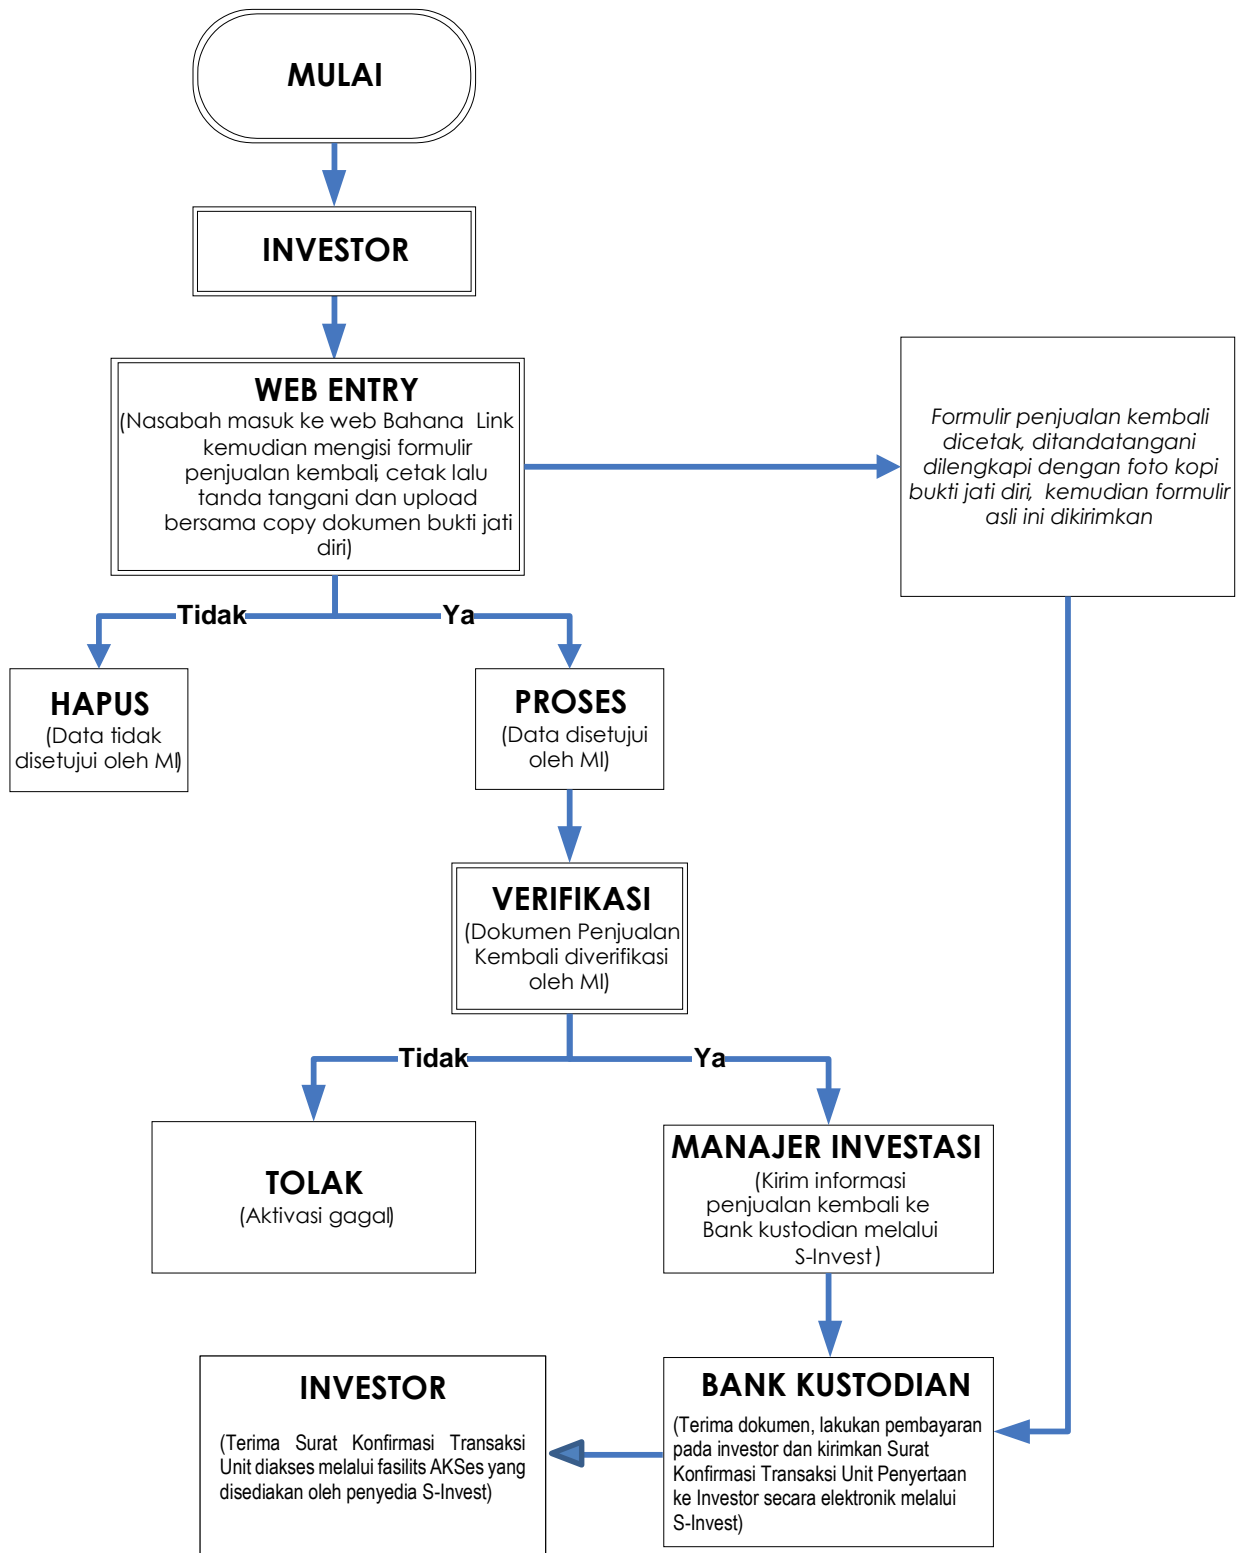 MULAI
INVESTOR
WEB ENTRY
(Nasabah masuk ke web Bahana Link
kemudian mengisi formulir
penjualan kembali, cetak lalu
tanda tangani dan upload
bersama copy dokumen bukti jati
diri)
Formulir penjualan kembali
dicetak, ditandatangani
dilengkapi dengan foto kopi
bukti jati diri, kemudian formulir
asli ini dikirimkan
Tidak
Ya
HAPUS
(Data tidak
disetujui oleh MI)
PROSES
(Data disetujui
oleh MI)
VERIFIKASI
(Dokumen Penjualan
Kembali diverifikasi
oleh MI)
Tidak
Ya
TOLAK
(Aktivasi gagal)
MANAJER INVESTASI
(Kirim informasi
penjualan kembali ke
Bank kustodian melalui
S-Invest)
INVESTOR
(Terima Surat Konfirmasi Transaksi
Unit diakses melalui fasilits AKSes yang
disediakan oleh penyedia S-Invest)
BANK KUSTODIAN
(Terima dokumen, lakukan pembayaran
pada investor dan kirimkan Surat
Konfirmasi Transaksi Unit Penyertaan
ke Investor secara elektronik melalui
S-Invest)